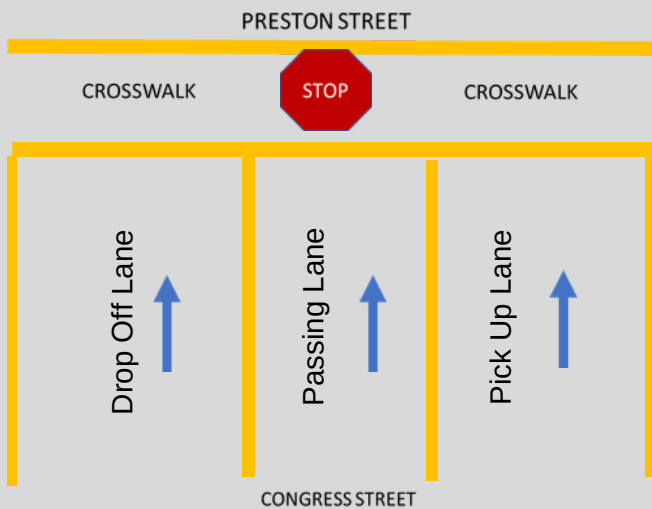 PRESTON STREET
CROSSWALK
STOP
CROSSWALK
Drop Off Lane
Passing Lane
Pick Up Lane
CONGRESS STREET